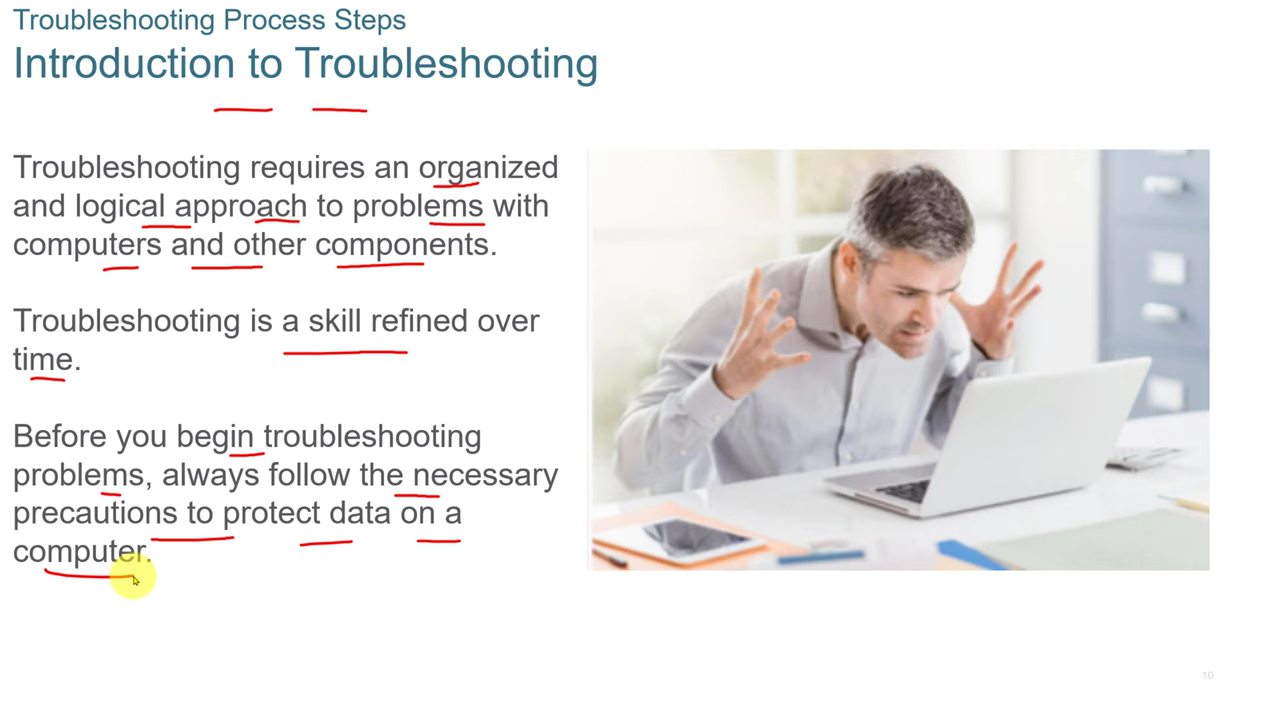 Troubleshooting Process Steps
Introduction to Troubleshooting
Troubleshooting requires an organized
and logical approach to problems with
computers and other components.
Troubleshooting is a skill refined over
time.
Before you begin troubleshooting
problems, always follow the necessary
precautions to protect data on a
computer.
10